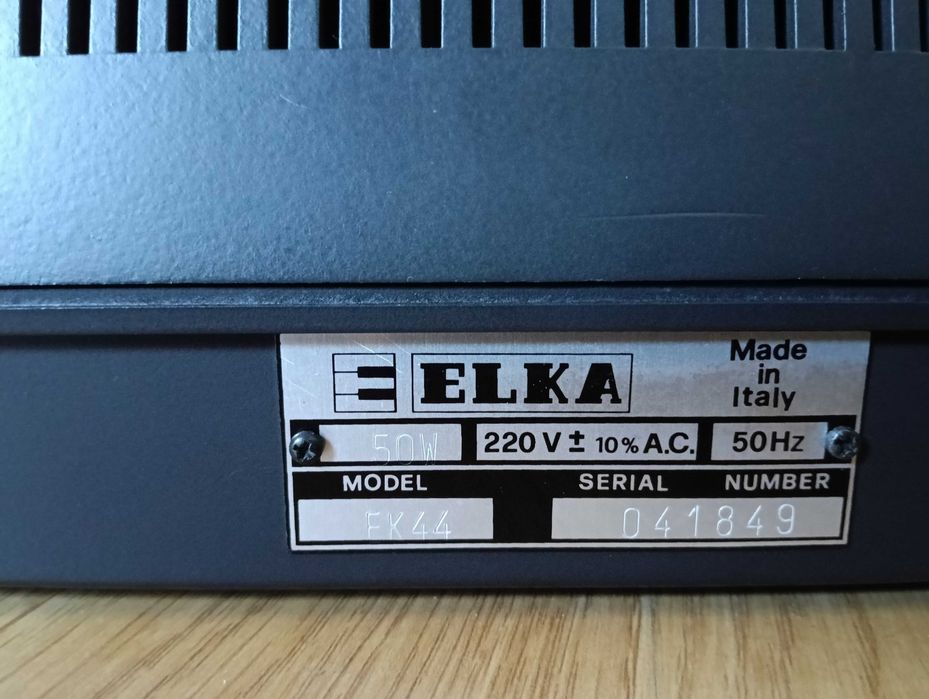 ELKA
Made
in
Italy
50W 220 V ± 10% A.C. 50Hz
MODEL SERIAL NUMBER
EK44 041849